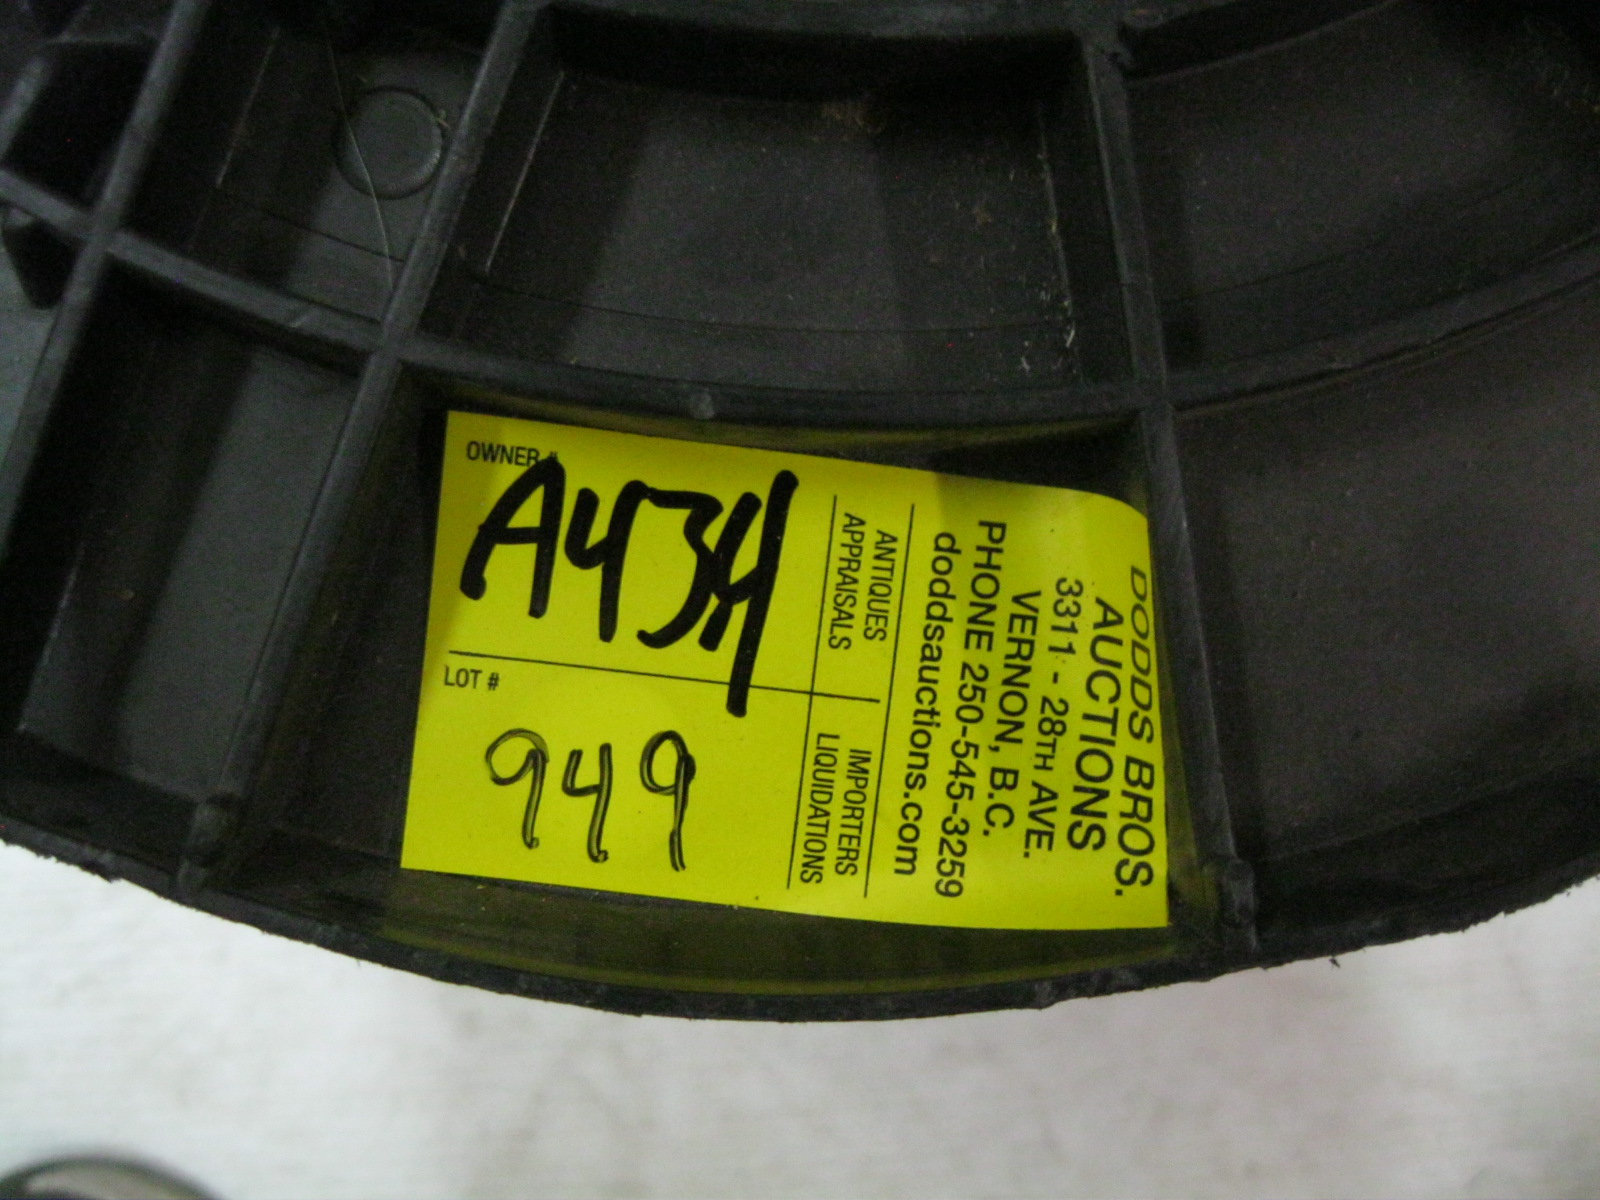 DODDS BROS.
AUCTIONS
3311 - 28TH AVE.
VERNON, B.C.
PHONE 250-545-3259
doddsauctions.com
ANTIQUES
APPRAISALS
IMPORTERS
LIQUIDATIONS
OWNER #
A43H
LOT #
949